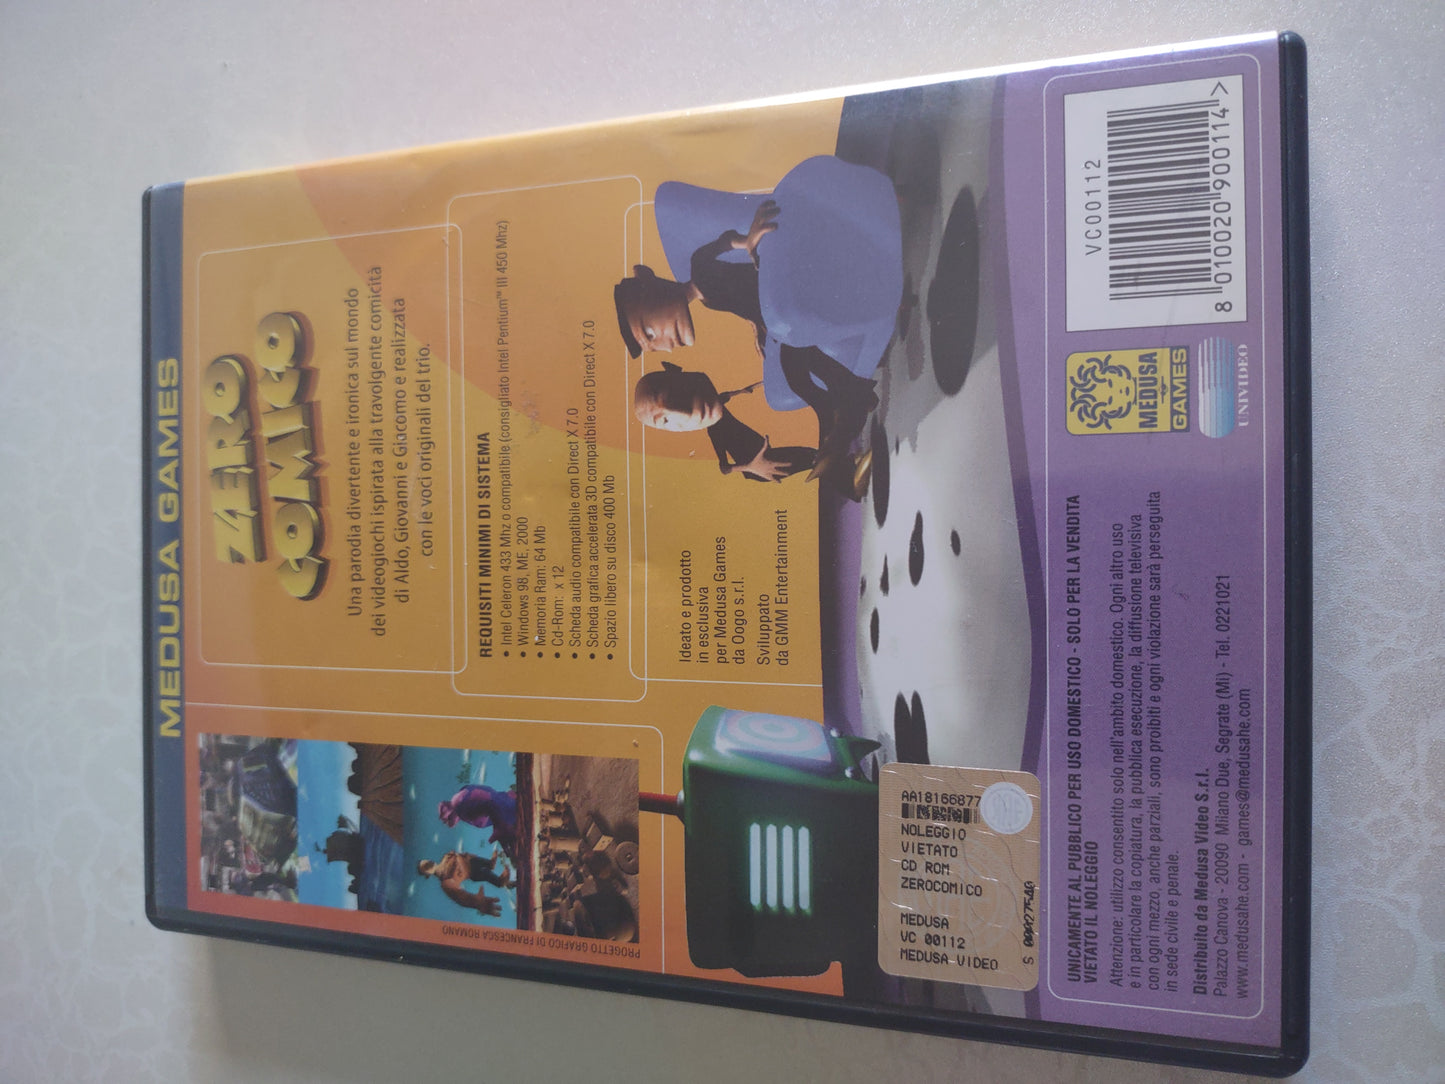 MEDUSA GAMES
ZERO
COMICO
Una parodia divertente e ironica sul mondo
dei videogiochi ispirata alla travolgente comicità
di Aldo, Giovanni e Giacomo e realizzata
con le voci originali del trio.
REQUISITI MINIMI DI SISTEMA
• Intel Celeron 433 Mhz o compatibile (consigliato Intel Pentium™ III 450 Mhz)
• Windows 98, ME, 2000
• Memoria Ram: 64 Mb
• Cd-Rom: x 12
• Scheda audio compatibile con Direct X 7.0
• Scheda grafica accelerata 3D compatibile con Direct X 7.0
• Spazio libero su disco 400 Mb
PROGETTO GRAFICO DI FRANCESCA ROMANO
Ideato e prodotto
in esclusiva
per Medusa Games
da Oogo s.r.l.
Sviluppato
da GMM Entertainment
AA18166877
NOLEGGIO
VIETATO
CD ROM
ZEROCOMICO
MEDUSA
VC 00112
MEDUSA VIDEO
UNICAMENTE AL PUBBLICO PER USO DOMESTICO - SOLO PER LA VENDITA
VIETATO IL NOLEGGIO
Attenzione: utilizzo consentito solo nell'ambito domestico. Ogni altro uso
e in particolare la copiatura, la pubblica esecuzione, la diffusione televisiva
con ogni mezzo, anche parziali, sono proibiti e ogni violazione sarà perseguita
in sede civile e penale.
Distribuito da Medusa Video S.r.l.
Palazzo Canova - 20090 Milano Due, Segrate (Mi) - Tel. 022101
www.medusahe.com - games@medusahe.com
MEDUSA
GAMES
UNIVIDEO
VC00112
8 010020 900114 >